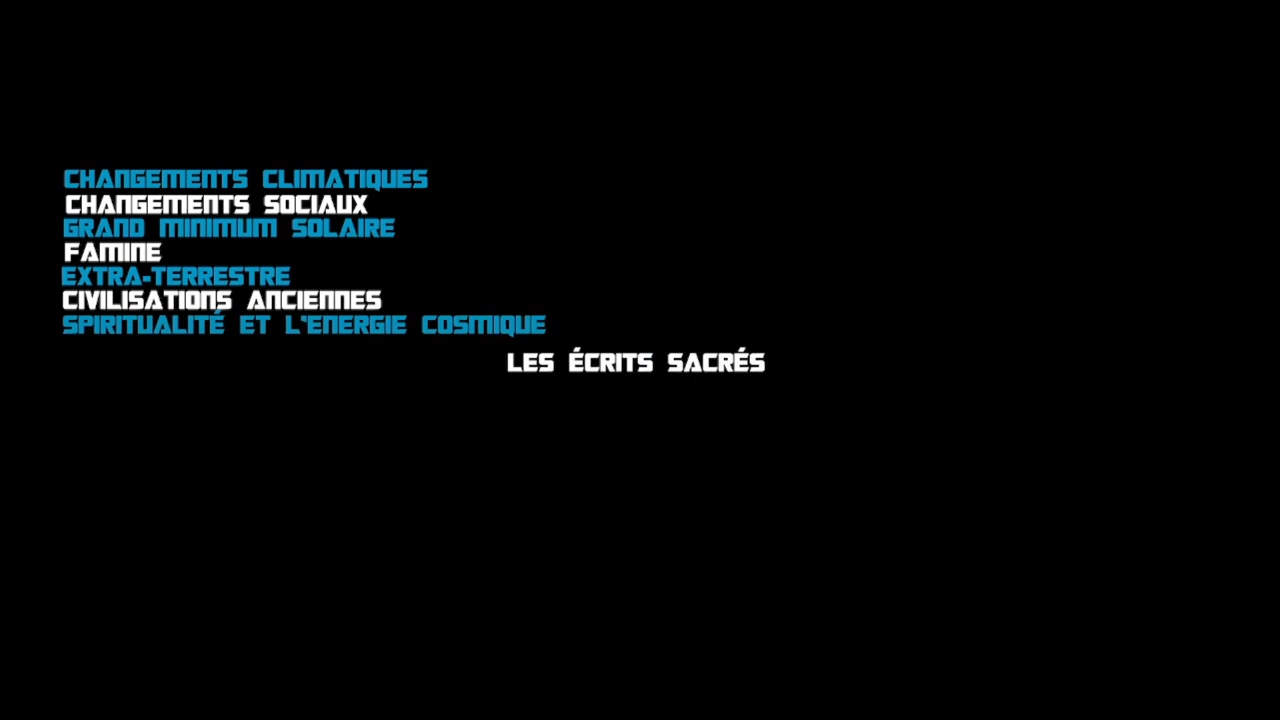 CHANGEMENTS CLIMATIQUES
CHANGEMENTS SOCIAUX
GRAND MINIMUM SOLAIRE
FAMINE
EXTRA-TERRESTRE
CIVILISATIONS ANCIENNES
SPIRITUALITÉ ET L'ENERGIE COSMIQUE
LES ÉCRITS SACRÉS